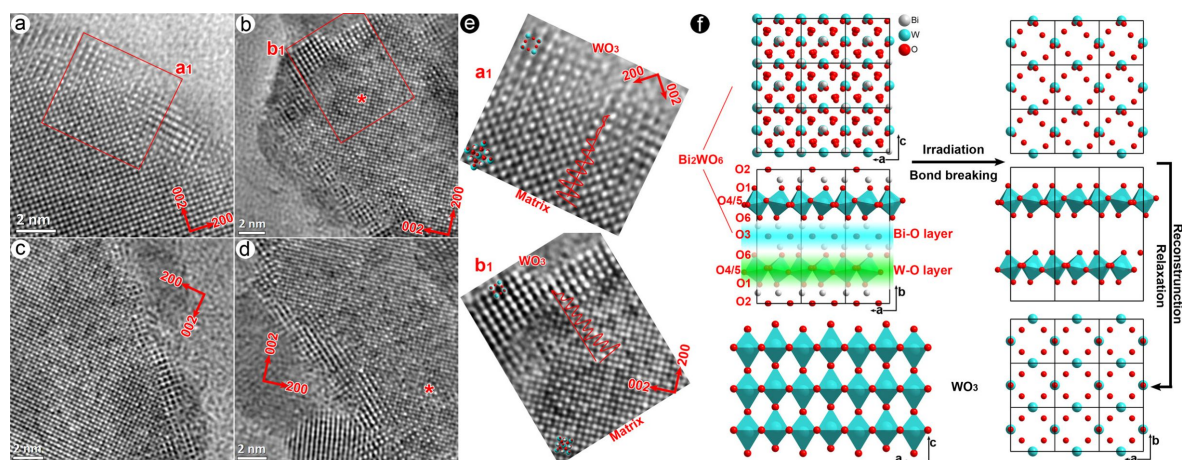 a
a1
002
200
2 nm
b
b1
*
2 nm
002
200
c
200
002
2 nm
d
002
200
*
2 nm
e
WO3
a1
200
002
Matrix
b1
WO3
200
002
Matrix
f
Bi
W
O
c
a
Bi2WO6
O2
O1
O4/5
O6
O3
O6
O4/5
O1
O2
Bi-O layer
W-O layer
b
a
Irradiation
Bond breaking
Reconstrunction
Relaxation
WO3
c
a
b
a